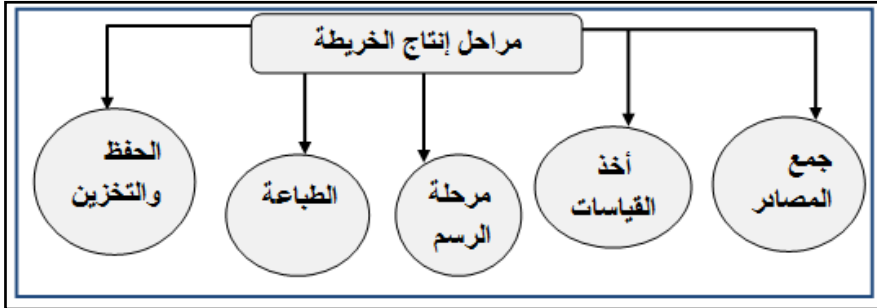 مراحل إنتاج الخريطة
جمع
المصادر
أخذ
القياسات
مرحلة
الرسم
الطباعة
الحفظ
والتخزين